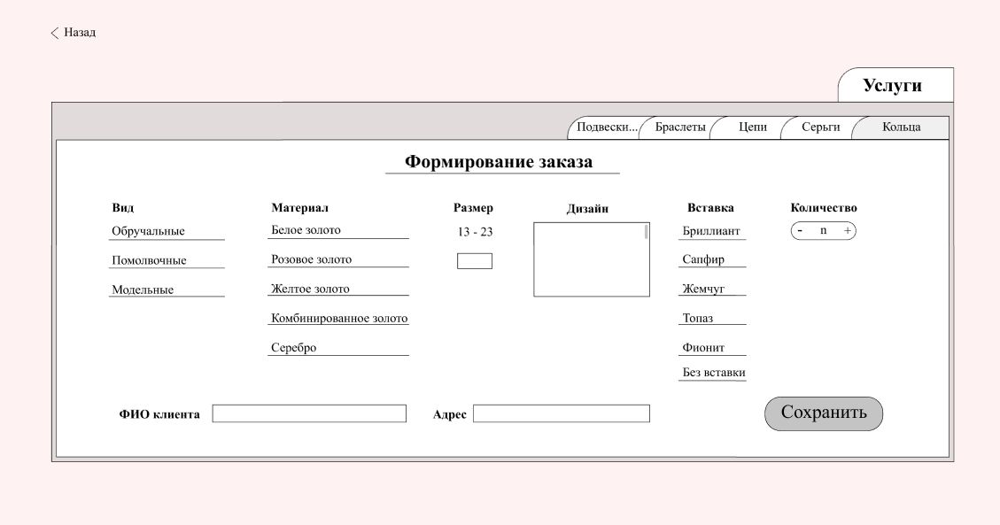 Назад
Услуги
Подвески... Браслеты Цепи Серьги Кольца
Формирование заказа
Вид Материал Размер Дизайн Вставка Количество
Обручальные Белое золото 13 - 23 Бриллиант - n +
Помолвочные Розовое золото Сапфир
Модельные Желтое золото Жемчуг
Комбинированное золото Топаз
Серебро Фионит
Без вставки
ФИО клиента Адрес Сохранить